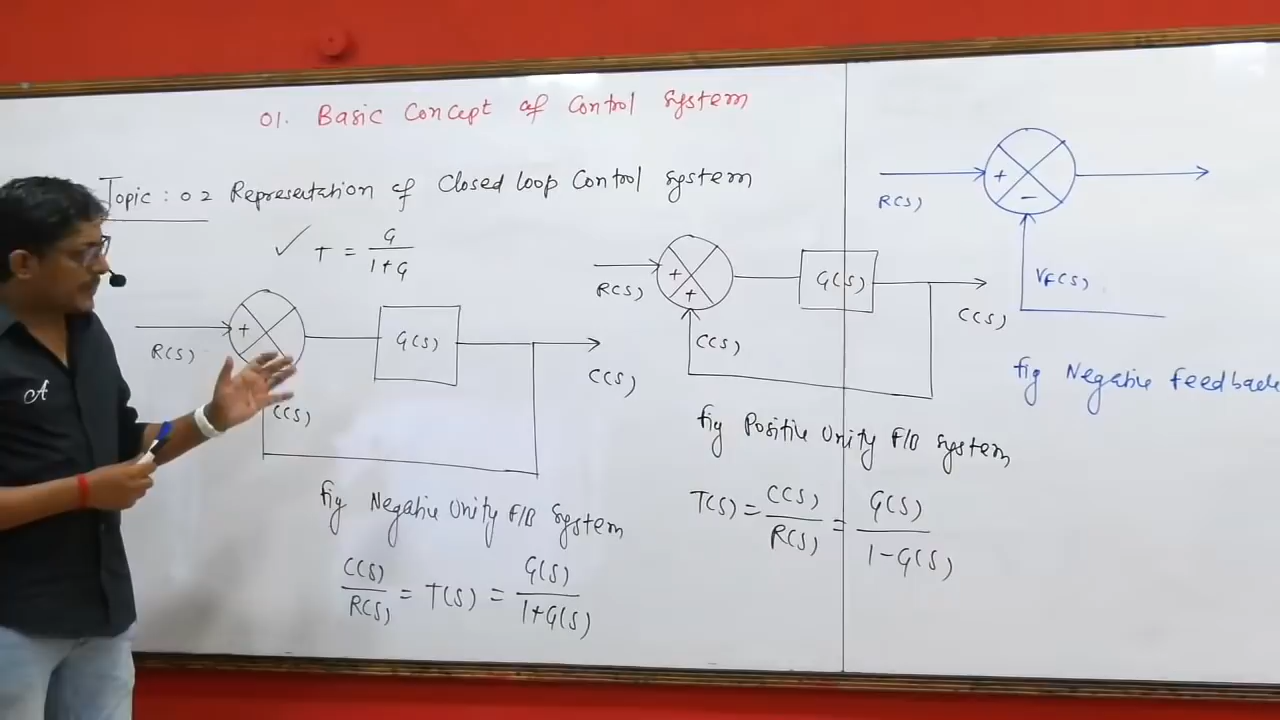 01. Basic Concept of Control System
Topic : 02 Representation of Closed loop Control system
✓ T = G / 1+G
R(S)
+
G(S)
C(S)
C(S)
fig Negative Unity F/B System
C(S) / R(S) = T(S) = G(S) / 1+G(S)
R(S)
+
+
G(S)
C(S)
C(S)
fig Positive Unity F/B System
T(S) = C(S) / R(S) = G(S) / 1-G(S)
R(S)
+
−
VF(S)
fig Negative Feedback
A